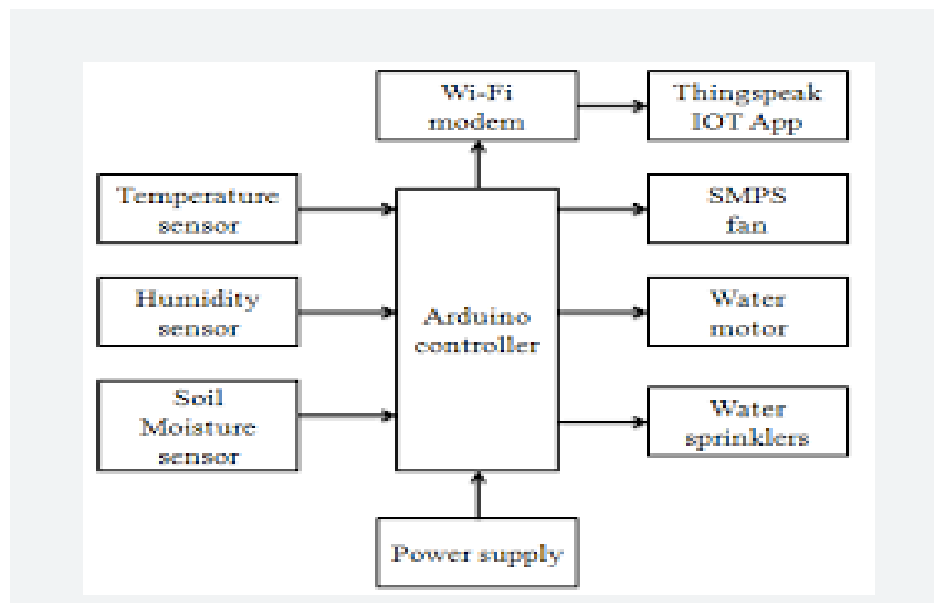 Wi-Fi
modem
Thingspeak
IOT App
Temperature
sensor
SMPS
fan
Humidity
sensor
Arduino
controller
Water
motor
Soil
Moisture
sensor
Water
sprinklers
Power supply